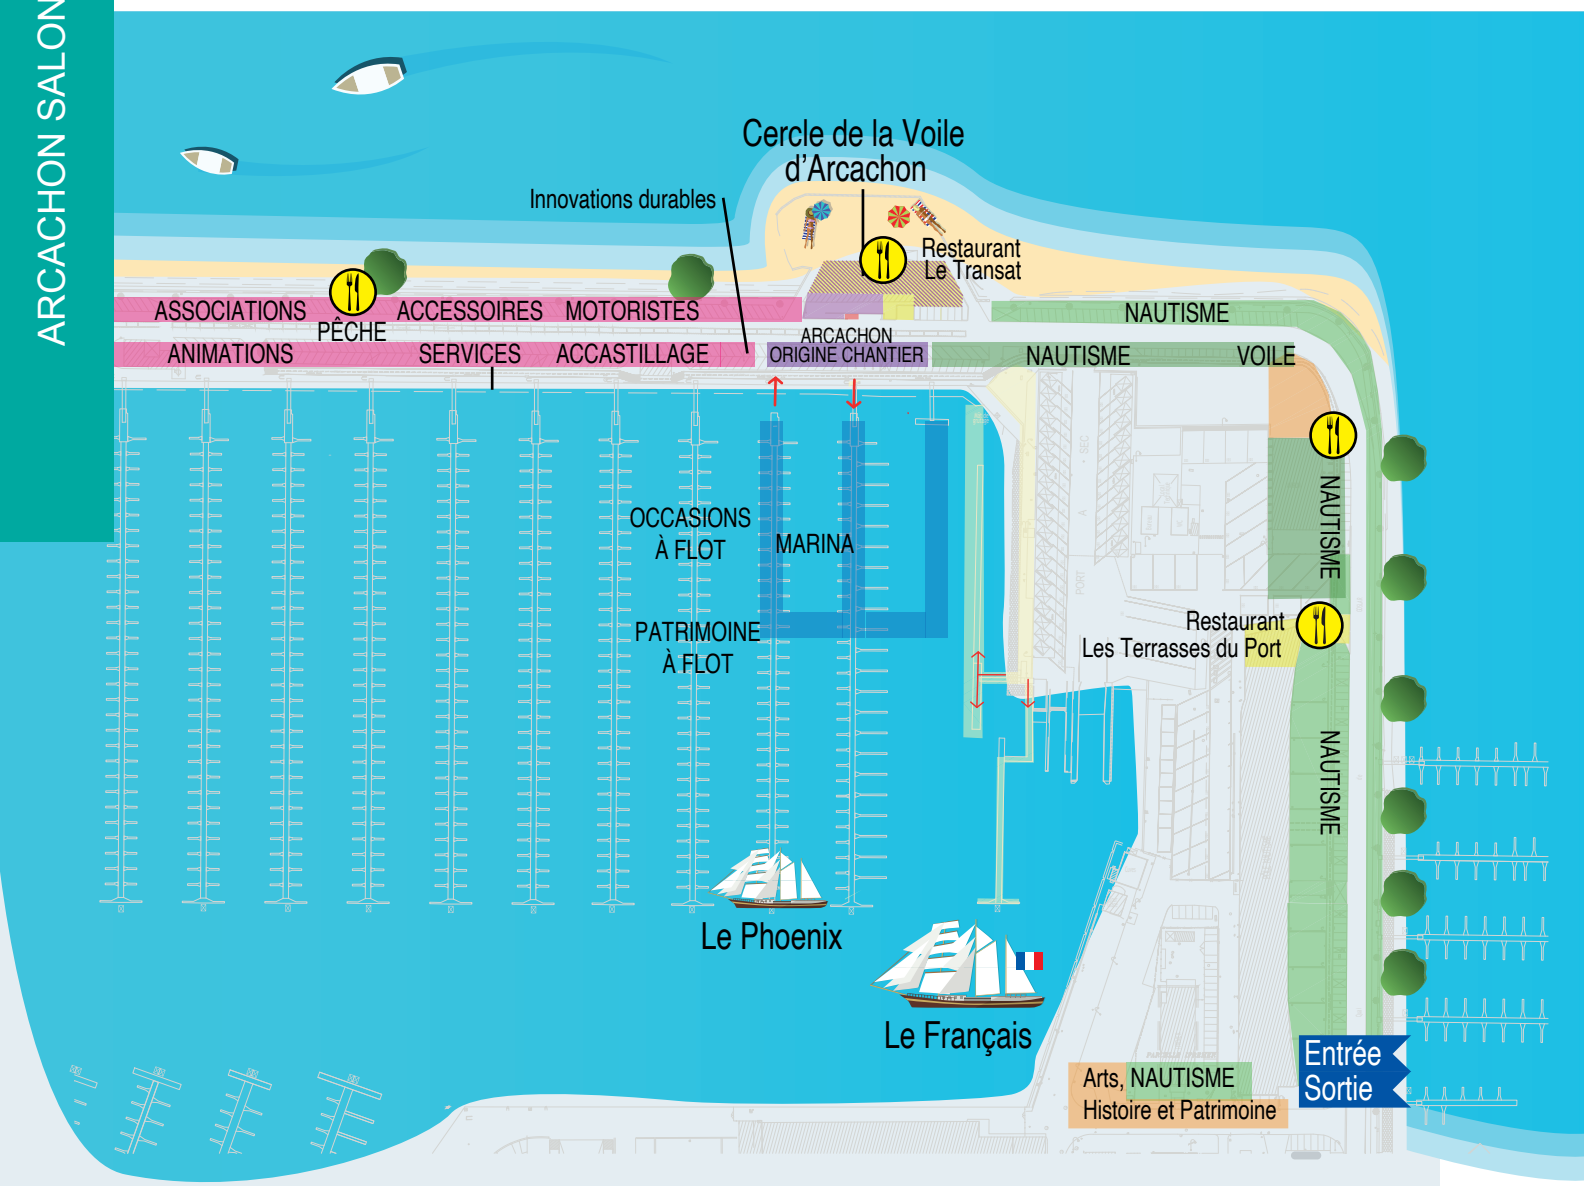 ARCACHON SALON
Cercle de la Voile
d'Arcachon
Innovations durables
Restaurant
Le Transat
ASSOCIATIONS
ACCESSOIRES
MOTORISTES
NAUTISME
PÊCHE
ARCACHON
ORIGINE CHANTIER
ANIMATIONS
SERVICES
ACCASTILLAGE
NAUTISME
VOILE
NAUTISME
OCCASIONS
À FLOT
MARINA
PATRIMOINE
À FLOT
PORT A SEC
Restaurant
Les Terrasses du Port
NAUTISME
Le Phoenix
Le Français
Entrée
Sortie
Arts, NAUTISME
Histoire et Patrimoine